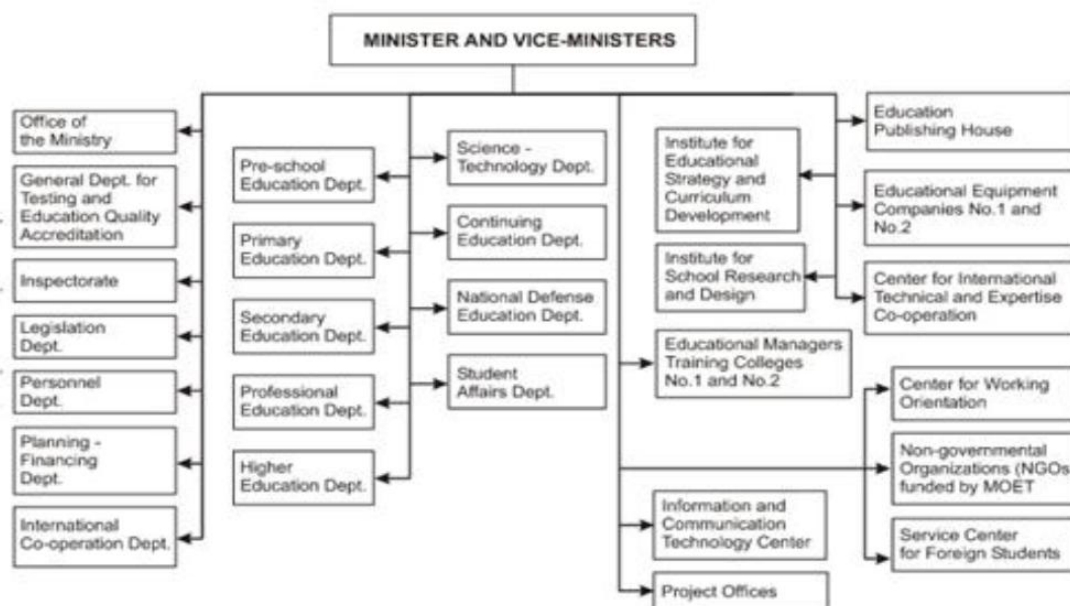 MINISTER AND VICE-MINISTERS
Office of
the Ministry
General Dept. for
Testing and
Education Quality
Accreditation
Inspectorate
Legislation
Dept.
Personnel
Dept.
Planning -
Financing
Dept.
International
Co-operation Dept.
Pre-school
Education Dept.
Primary
Education Dept.
Secondary
Education Dept.
Professional
Education Dept.
Higher
Education Dept.
Science -
Technology Dept.
Continuing
Education Dept.
National Defense
Education Dept.
Student
Affairs Dept.
Institute for
Educational
Strategy and
Curriculum
Development
Institute for
School Research
and Design
Educational Managers
Training Colleges
No.1 and No.2
Information and
Communication
Technology Center
Project Offices
Education
Publishing House
Educational Equipment
Companies No.1 and
No.2
Center for International
Technical and Expertise
Co-operation
Center for Working
Orientation
Non-governmental
Organizations (NGOs
funded by MOET
Service Center
for Foreign Students